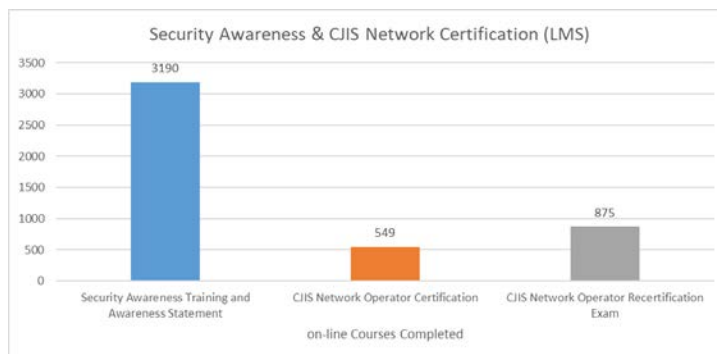 Security Awareness & CJIS Network Certification (LMS)
3500
3000
2500
2000
1500
1000
500
0
3190
549
875
Security Awareness Training and
Awareness Statement
CJIS Network Operator Certification
CJIS Network Operator Recertification
Exam
on-line Courses Completed